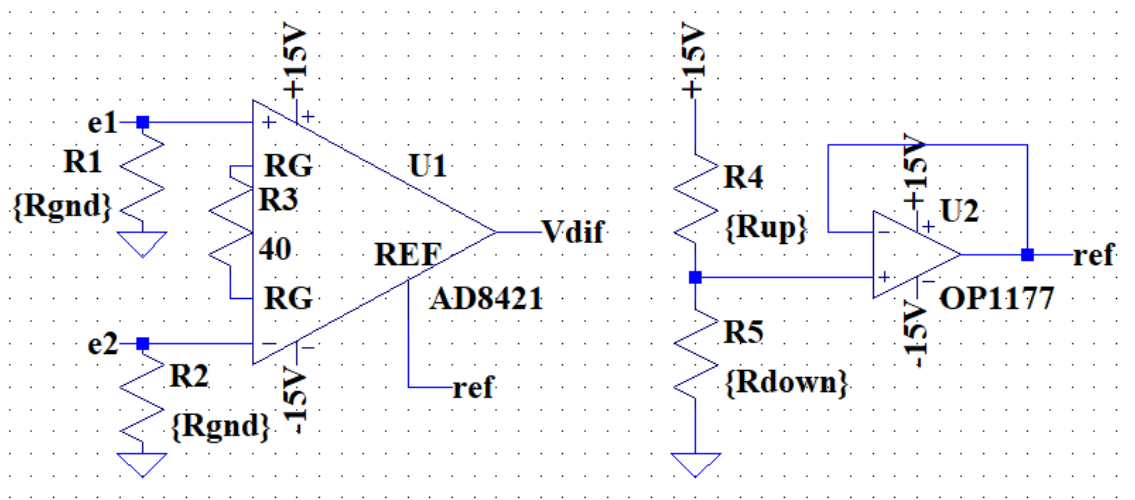 +15V
+
e1
+
R1
{Rgnd}
RG
R3
40
RG
U1
REF
Vdif
AD8421
e2
−
−
R2
{Rgnd}
-15V
ref
+15V
R4
{Rup}
R5
{Rdown}
+15V
+
U2
−
+
−
OP1177
-15V
ref